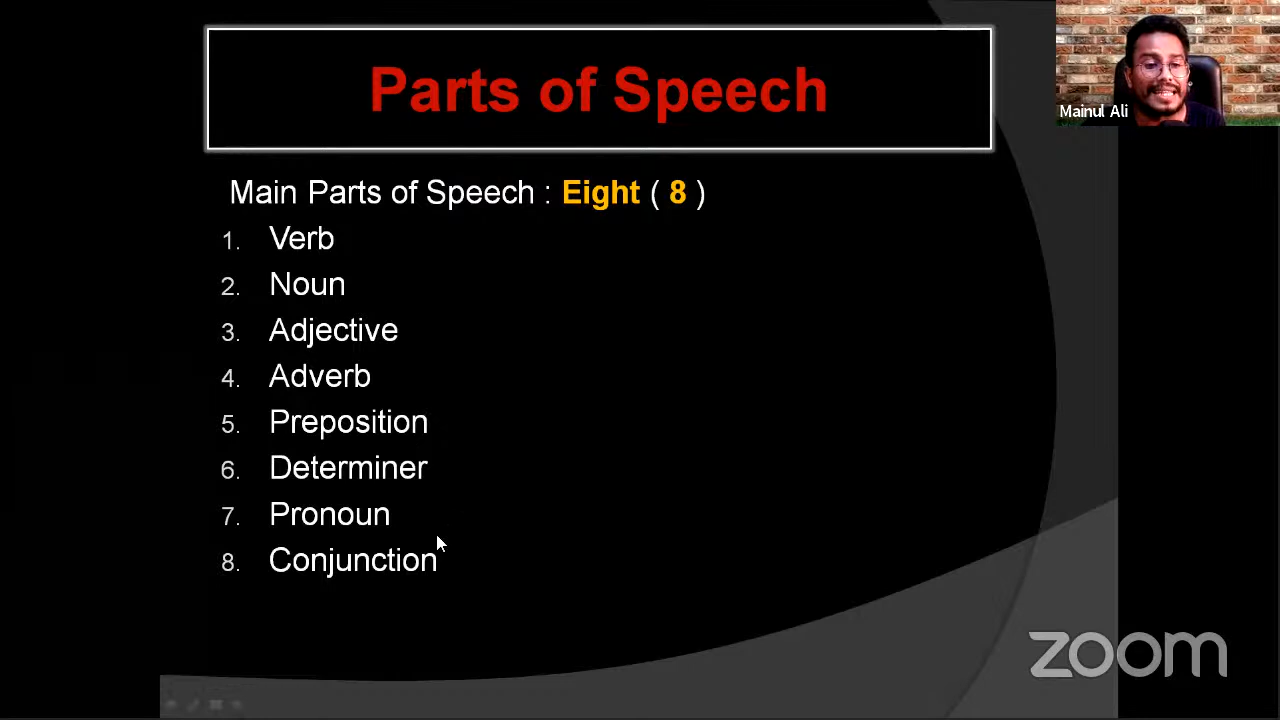 Parts of Speech
Mainul Ali
Main Parts of Speech : Eight ( 8 )
1. Verb
2. Noun
3. Adjective
4. Adverb
5. Preposition
6. Determiner
7. Pronoun
8. Conjunction
zoom